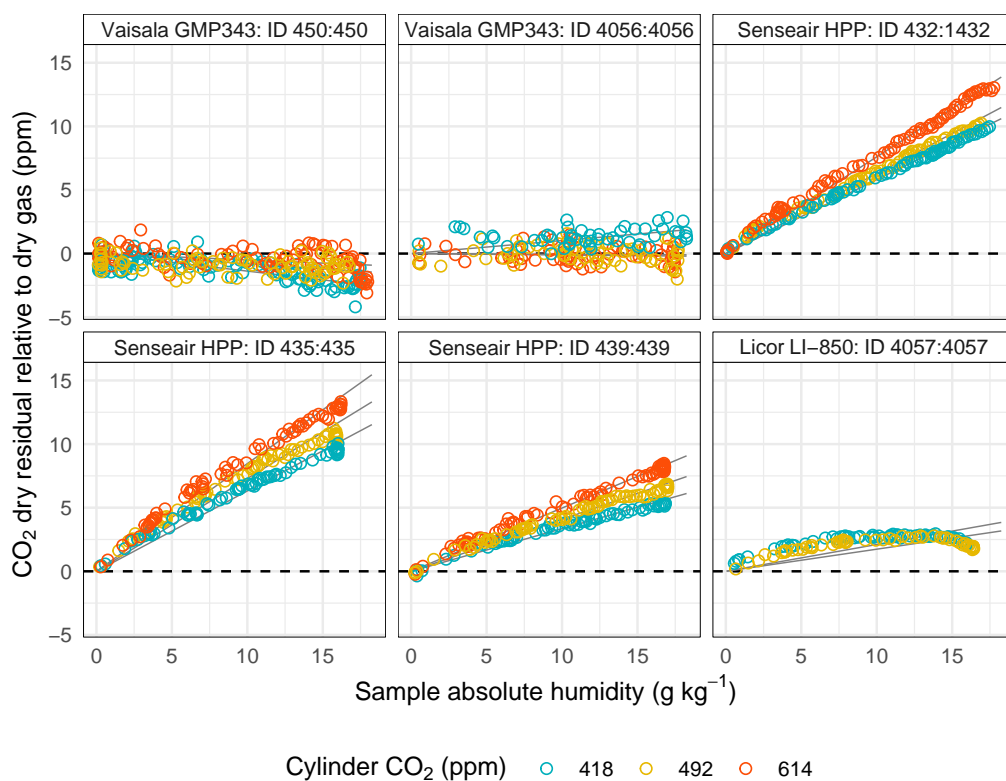 Vaisala GMP343: ID 450:450
Vaisala GMP343: ID 4056:4056
Senseair HPP: ID 432:1432
15
10
5
0
−5
Senseair HPP: ID 435:435
Senseair HPP: ID 439:439
Licor LI−850: ID 4057:4057
15
10
5
0
−5
0 5 10 15
0 5 10 15
0 5 10 15
CO₂ dry residual relative to dry gas (ppm)
Sample absolute humidity (g kg⁻¹)
Cylinder CO₂ (ppm) 418 492 614